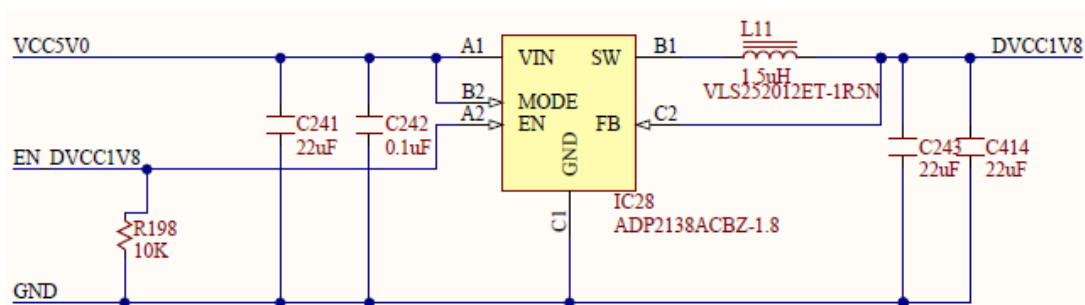 VCC5V0
A1
VIN
SW
B1
L11
1.5uH
VLS252012ET-1R5N
DVCC1V8
B2
MODE
A2
EN
FB
C2
GND
C241
22uF
C242
0.1uF
C243
22uF
C414
22uF
EN_DVCC1V8
C1
IC28
ADP2138ACBZ-1.8
R198
10K
GND